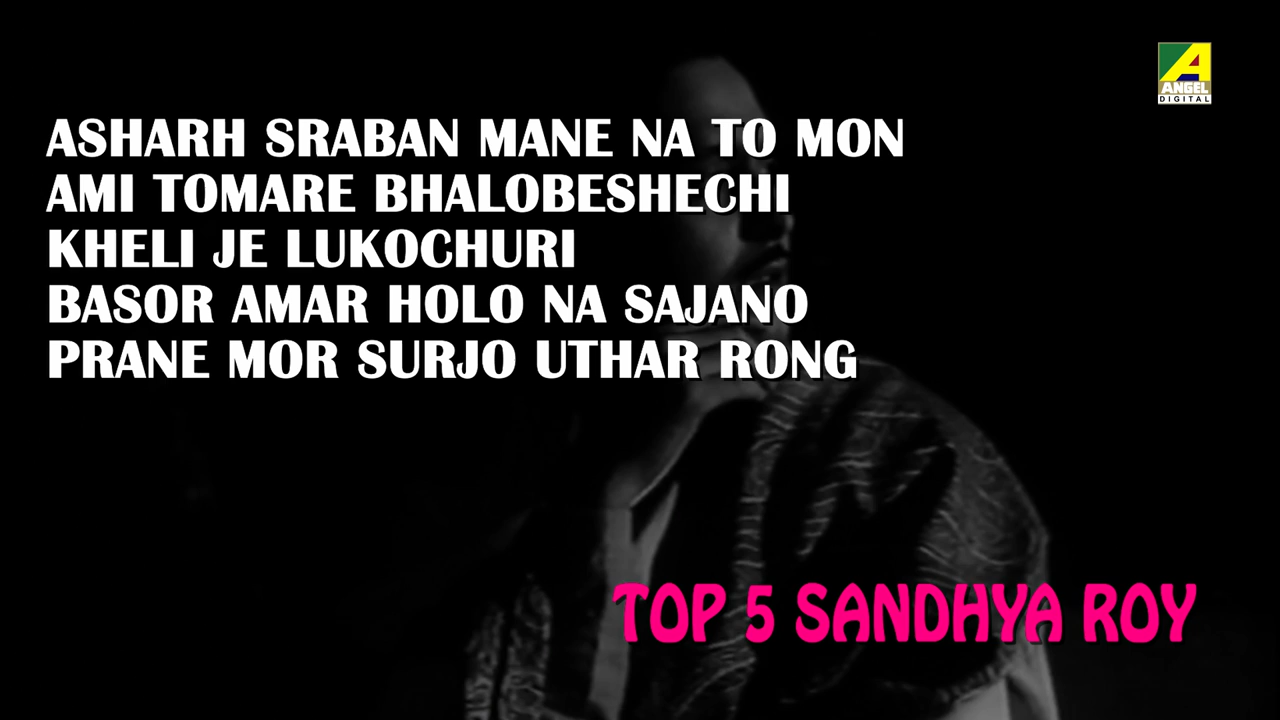 ANGEL
DIGITAL
ASHARH SRABAN MANE NA TO MON
AMI TOMARE BHALOBESHECHI
KHELI JE LUKOCHURI
BASOR AMAR HOLO NA SAJANO
PRANE MOR SURJO UTHAR RONG
TOP 5 SANDHYA ROY